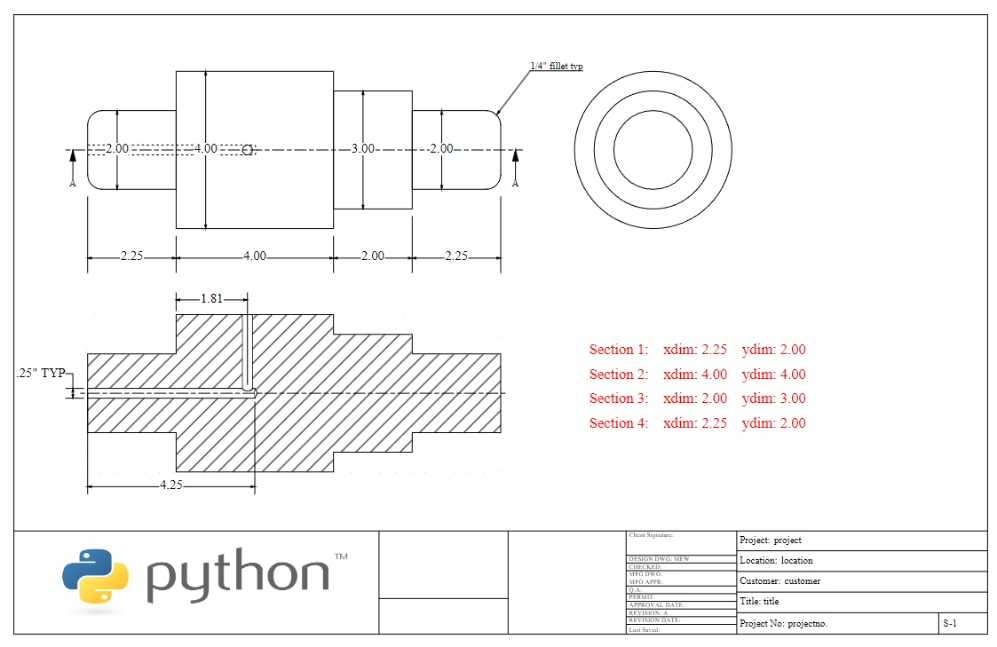 1/4" fillet typ
2.00
4.00
3.00
2.00
A
A
2.25
4.00
2.00
2.25
1.81
.25" TYP
4.25
Section 1: xdim: 2.25 ydim: 2.00
Section 2: xdim: 4.00 ydim: 4.00
Section 3: xdim: 2.00 ydim: 3.00
Section 4: xdim: 2.25 ydim: 2.00
python™
Client Signature:
DESIGN DWG: MEW
CHECKED:
MFG DWG:
MFG APPR:
Q.A:
PERMIT:
APPROVAL DATE:
REVISION: A
REVISION DATE:
Last Saved:
Project: project
Location: location
Customer: customer
Title: title
Project No: projectno.
S-1